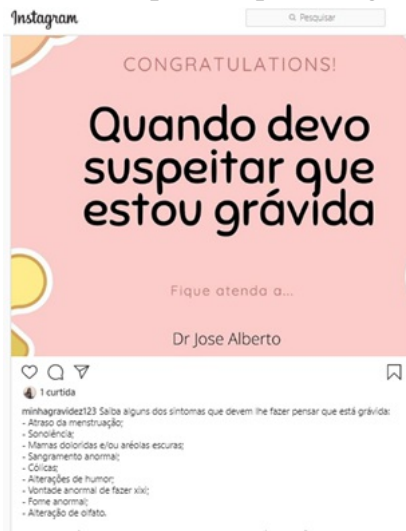 Instagram
Pesquisar
CONGRATULATIONS!
Quando devo
suspeitar que
estou grávida
Fique atenda a...
Dr Jose Alberto
1 curtida
minhagravidez123 Saiba alguns dos sintomas que devem lhe fazer pensar que está grávida:
- Atraso da menstruação;
- Sonolência;
- Mamas doloridas e/ou aréolas escuras;
- Sangramento anormal;
- Cólicas;
- Alterações de humor;
- Vontade anormal de fazer xixi;
- Fome anormal;
- Alteração de olfato.